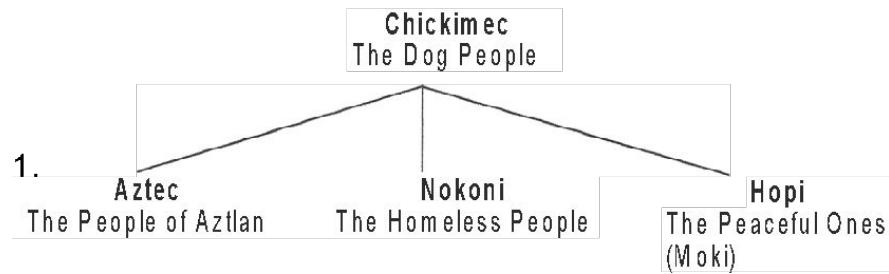 Chickimec
The Dog People
1.
Aztec
The People of Aztlan
Nokoni
The Homeless People
Hopi
The Peaceful Ones
(Moki)